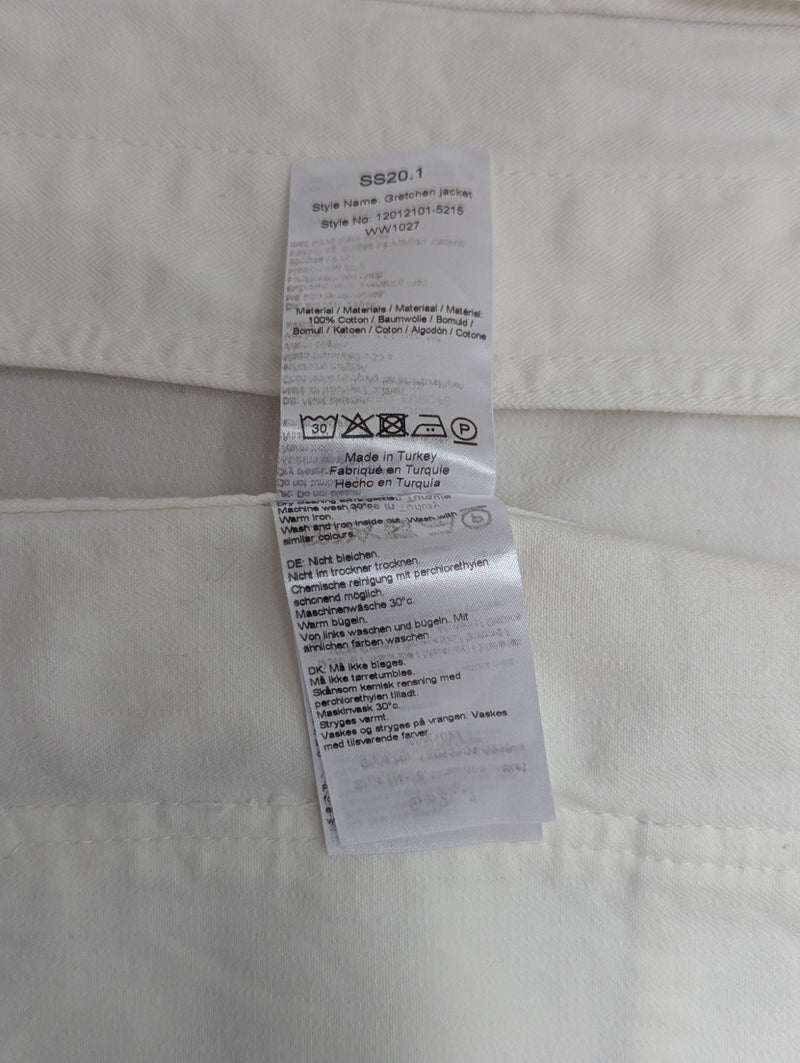 SS20.1
Style Name: Gretchen jacket
Style No: 12012101-5215
WW1027
Material / Materiale / Materiaal / Matériel:
100% Cotton / Baumwolle / Bomuld /
Bomull / Katoen / Coton / Algodón / Cotone
30
P
Made in Turkey
Fabriqué en Turquie
Hecho en Turquia
Machine wash 30°c
Warm iron.
Wash and iron inside out. Wash with
similar colours.
DE: Nicht bleichen.
Nicht im trockner trocknen.
Chemische reinigung mit perchlorethylen
schonend möglich.
Maschinenwäsche 30°c.
Warm bügeln.
Von links waschen und bügeln. Mit
ähnlichen farben waschen
DK: Må ikke bleges.
Må ikke tørretumbles.
Skånsom kemisk rensning med
perchlorethylen tilladt.
Maskinvask 30°c.
Stryges varmt.
Vaskes og stryges på vrangen. Vaskes
med tilsvarende farver.